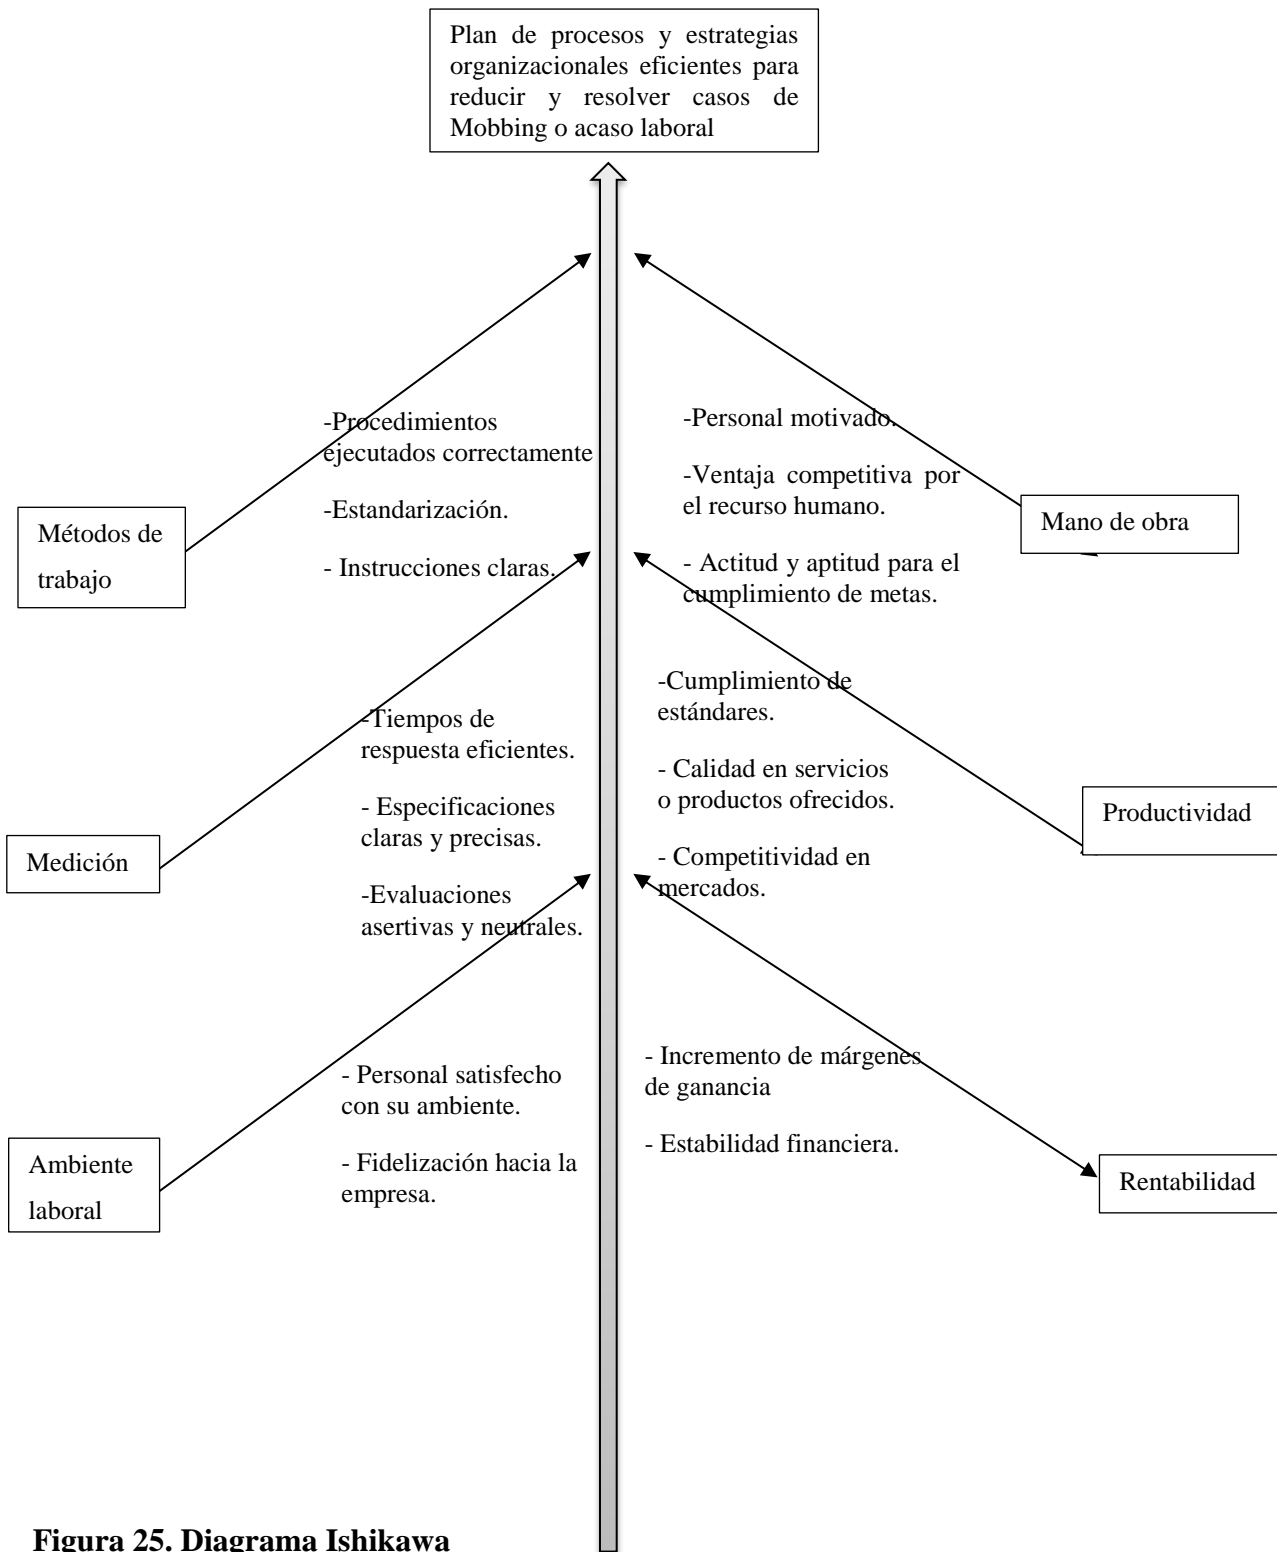 Plan de procesos y estrategias
organizacionales eficientes para
reducir y resolver casos de
Mobbing o acaso laboral
-Procedimientos
ejecutados correctamente
-Estandarización.
- Instrucciones claras.
Métodos de
trabajo
-Personal motivado.
-Ventaja competitiva por
el recurso humano.
- Actitud y aptitud para el
cumplimiento de metas.
Mano de obra
-Tiempos de
respuesta eficientes.
- Especificaciones
claras y precisas.
-Evaluaciones
asertivas y neutrales.
Medición
-Cumplimiento de
estándares.
- Calidad en servicios
o productos ofrecidos.
- Competitividad en
mercados.
Productividad
- Personal satisfecho
con su ambiente.
- Fidelización hacia la
empresa.
Ambiente
laboral
- Incremento de márgenes
de ganancia
- Estabilidad financiera.
Rentabilidad
Figura 25. Diagrama Ishikawa